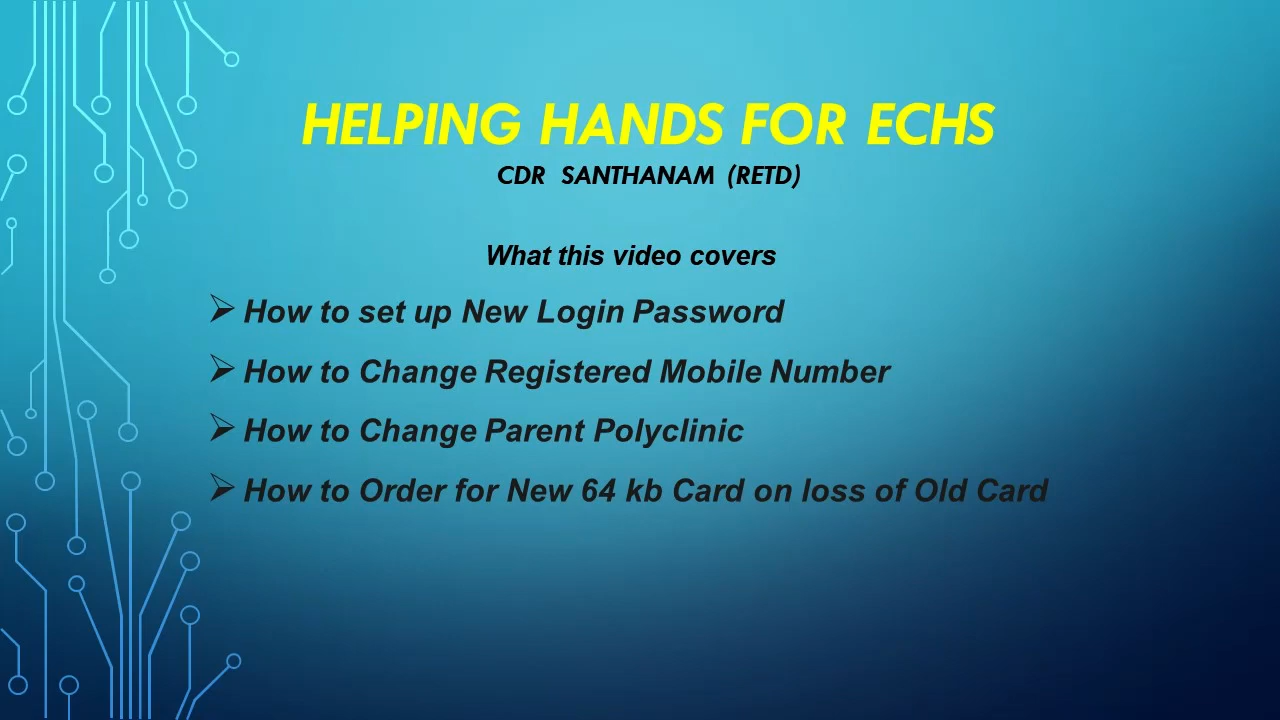 HELPING HANDS FOR ECHS
CDR SANTHANAM (RETD)
What this video covers
➢ How to set up New Login Password
➢ How to Change Registered Mobile Number
➢ How to Change Parent Polyclinic
➢ How to Order for New 64 kb Card on loss of Old Card